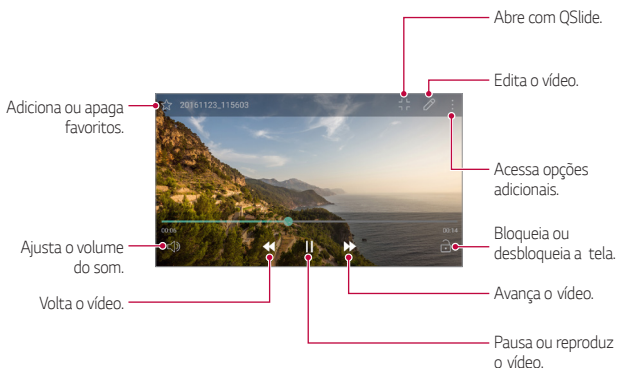 Abre com QSlide.
Edita o vídeo.
Adiciona ou apaga
favoritos.
20161123_115603
Acessa opções
adicionais.
00:06
00:14
Ajusta o volume
do som.
Bloqueia ou
desbloqueia a tela.
Volta o vídeo.
Avança o vídeo.
Pausa ou reproduz
o vídeo.